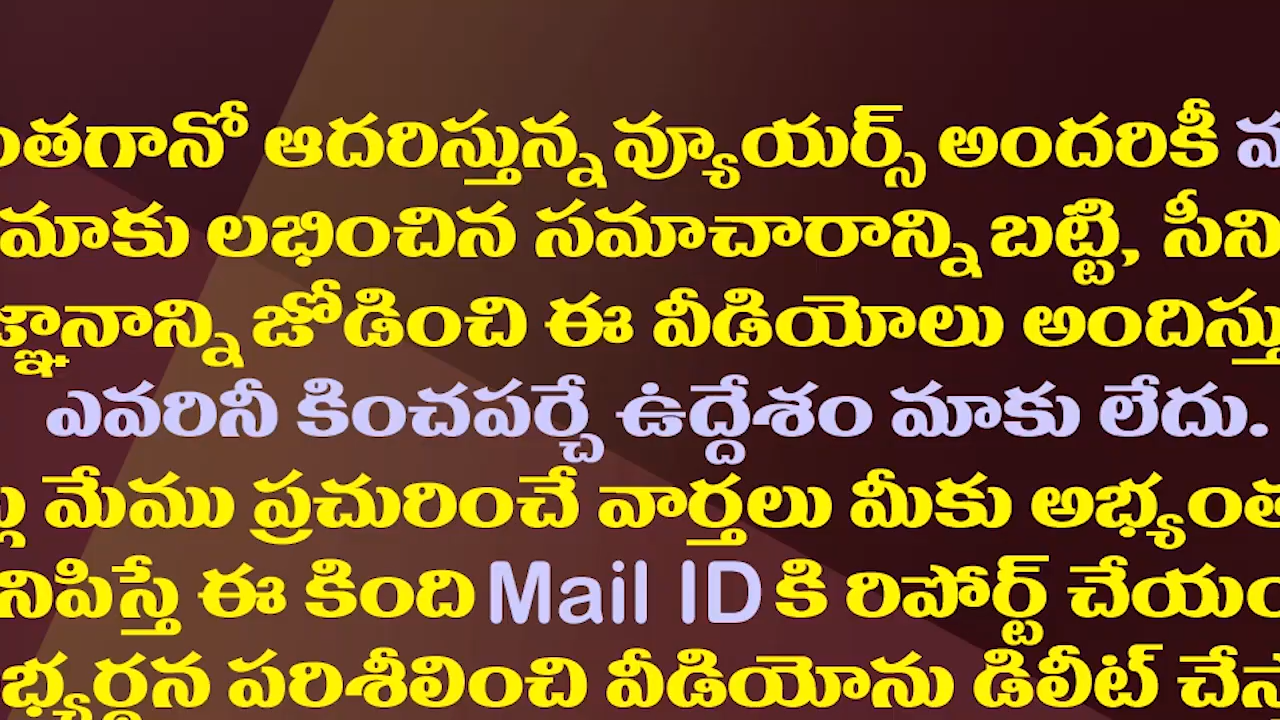 ంతగానో ఆదరిస్తున్న వ్యూయర్స్ అందరికీ
మాకు లభించిన సమాచారాన్ని బట్టి, సీని
జ్ఞానాన్ని జోడించి ఈ వీడియోలు అందిస్తు
ఎవరినీ కించపర్చే ఉద్దేశం మాకు లేదు.
ల్ల మేము ప్రచురించే వార్తలు మీకు అభ్యంత
నిపిస్తే ఈ కింది Mail ID కి రిపోర్ట్ చేయం
భ్యర్థన పరిశీలించి వీడియోను డిలీట్ చేస